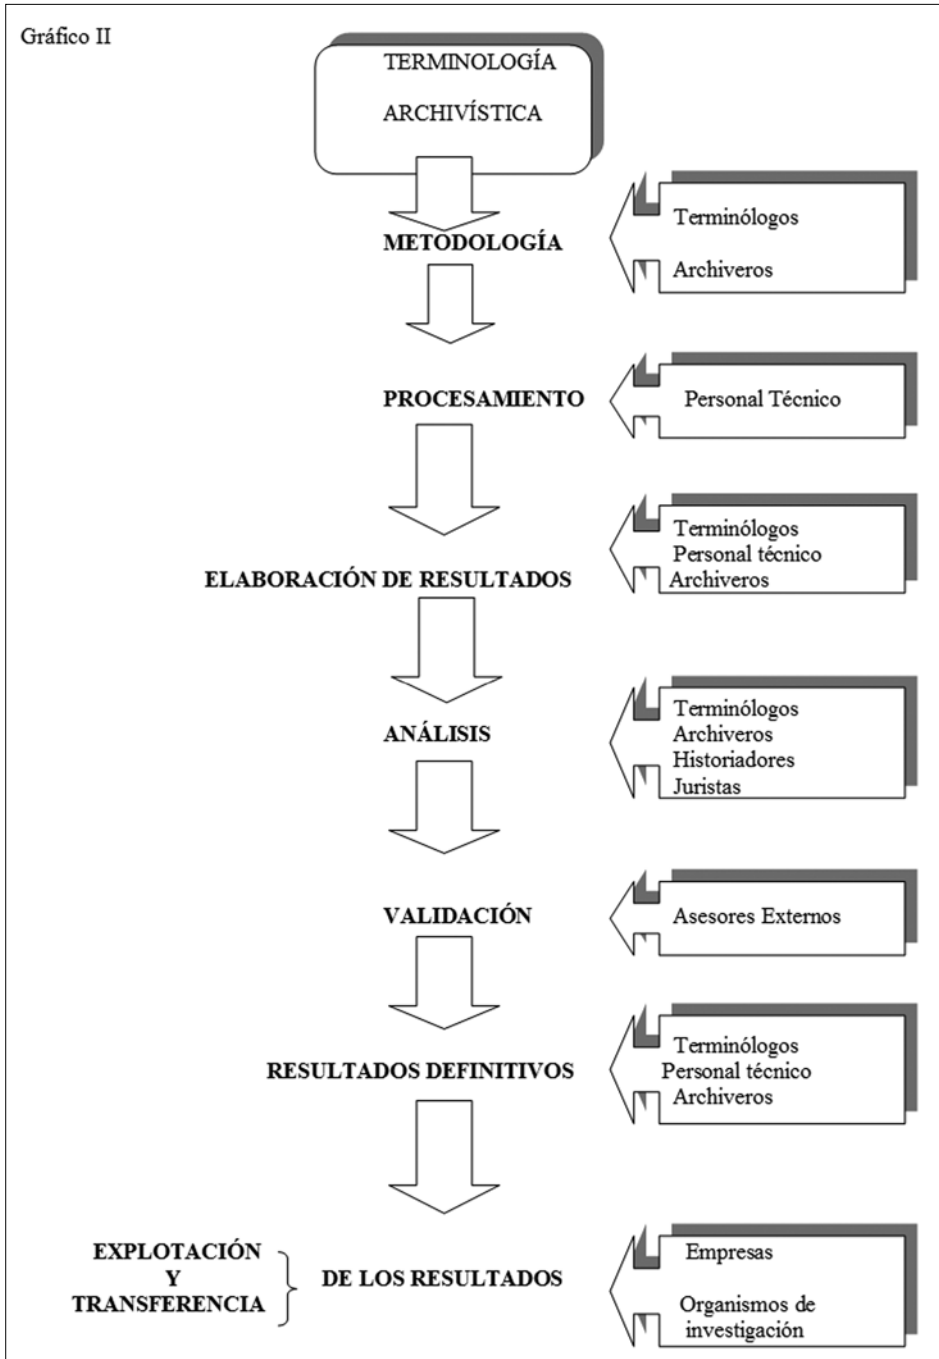 Gráfico II
TERMINOLOGÍA
ARCHIVÍSTICA
METODOLOGÍA
Terminólogos
Archiveros
PROCESAMIENTO
Personal Técnico
ELABORACIÓN DE RESULTADOS
Terminólogos
Personal técnico
Archiveros
ANÁLISIS
Terminólogos
Archiveros
Historiadores
Juristas
VALIDACIÓN
Asesores Externos
RESULTADOS DEFINITIVOS
Terminólogos
Personal técnico
Archiveros
EXPLOTACIÓN
Y
TRANSFERENCIA
DE LOS RESULTADOS
Empresas
Organismos de
investigación